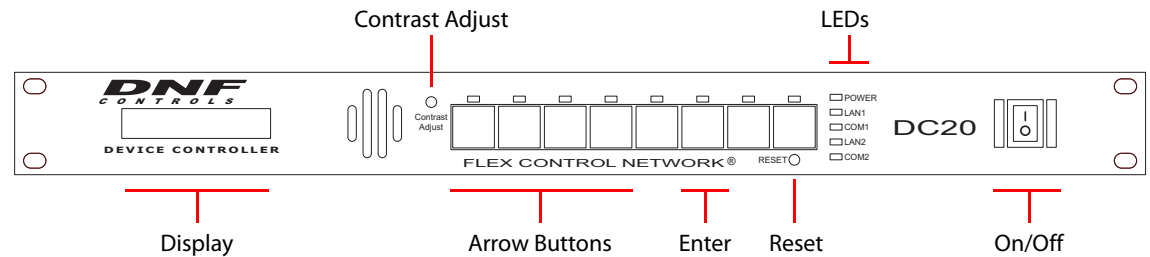 Contrast Adjust
LEDs
DNF
CONTROLS
DEVICE CONTROLLER
Contrast
Adjust
FLEX CONTROL NETWORK®
RESET
POWER
LAN1
COM1
LAN2
COM2
DC20
Display
Arrow Buttons
Enter
Reset
On/Off